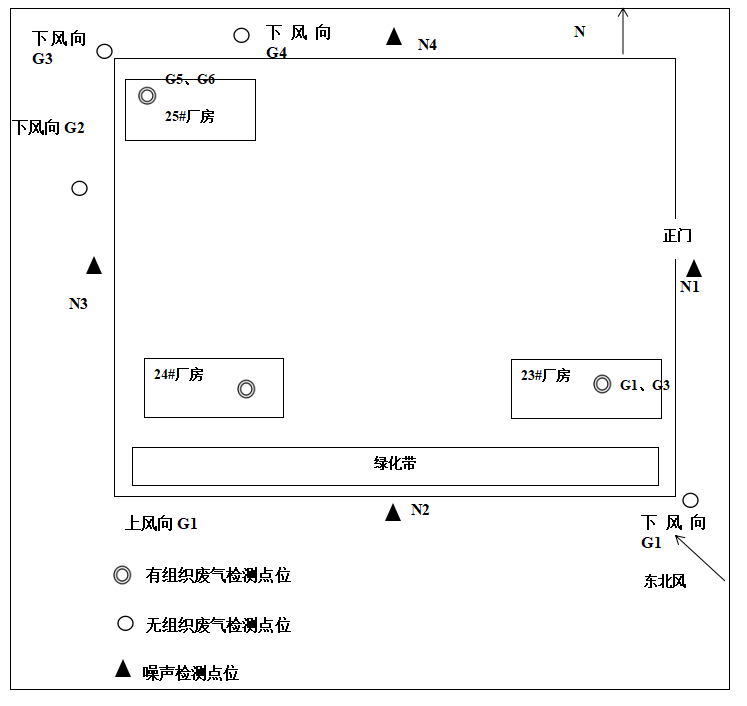 下风向
G3
下 风 向
G4
N4
N
G5、G6
25#厂房
下风向 G2
正门
N1
N3
24#厂房
23#厂房
G1、G3
绿化带
N2
上风向 G1
下 风 向
G1
有组织废气检测点位
东北风
无组织废气检测点位
噪声检测点位